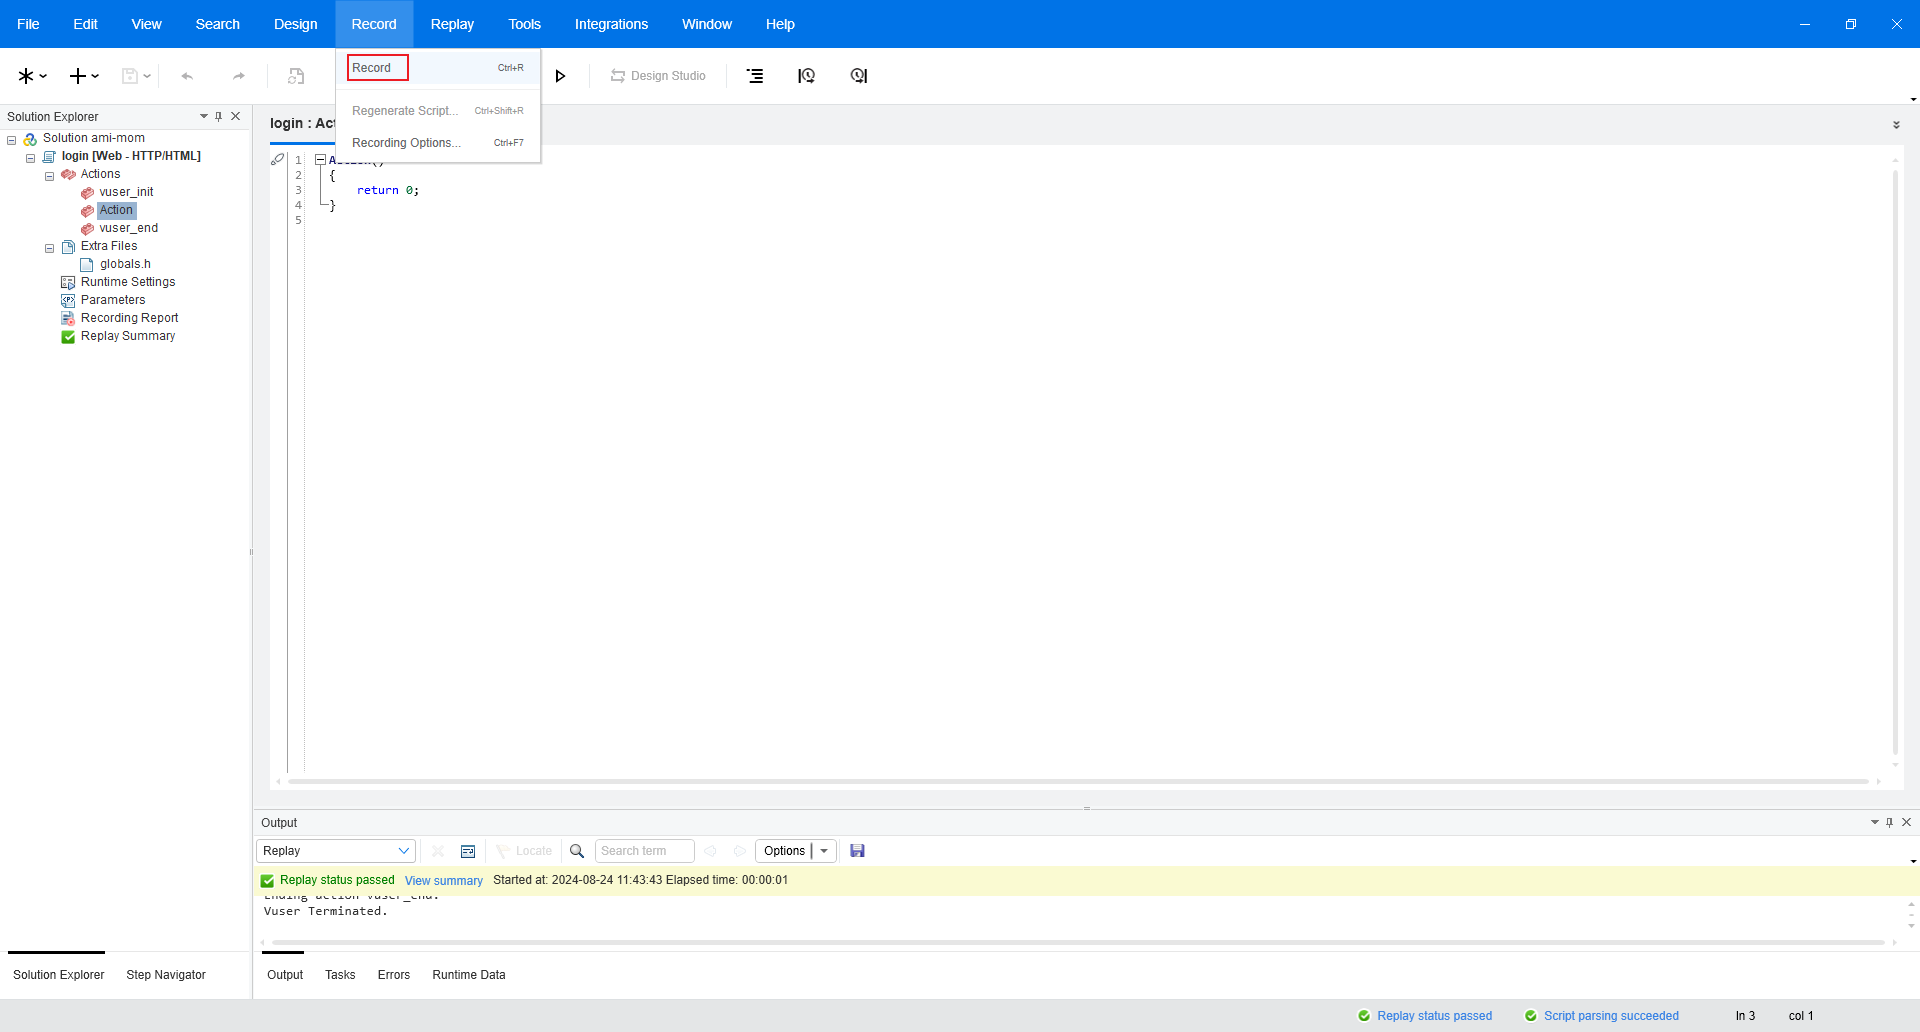 File Edit View Search Design Record Replay Tools Integrations Window Help
Record Ctrl+R
Design Studio
Regenerate Script... Ctrl+Shift+R
Recording Options... Ctrl+F7
Solution Explorer
Solution ami-mom
login [Web - HTTP/HTML]
Actions
vuser_init
Action
vuser_end
Extra Files
globals.h
Runtime Settings
Parameters
Recording Report
Replay Summary
login : Act
1
2 {
3 return 0;
4 }
5
Output
Replay Locate Search term Options
Replay status passed View summary Started at: 2024-08-24 11:43:43 Elapsed time: 00:00:01
Ending action vuser_end.
Vuser Terminated.
Solution Explorer Step Navigator
Output Tasks Errors Runtime Data
Replay status passed Script parsing succeeded ln 3 col 1